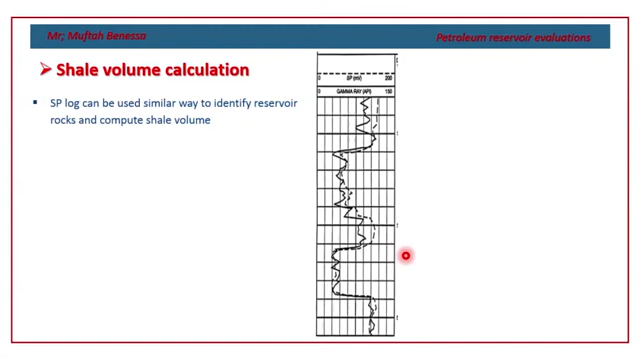 Mr; Muftah Benessa
Petroleum reservoir evaluations
Shale volume calculation
SP log can be used similar way to identify reservoir
rocks and compute shale volume
0 SP (mv) 200
0 GAMMA RAY (API) 150